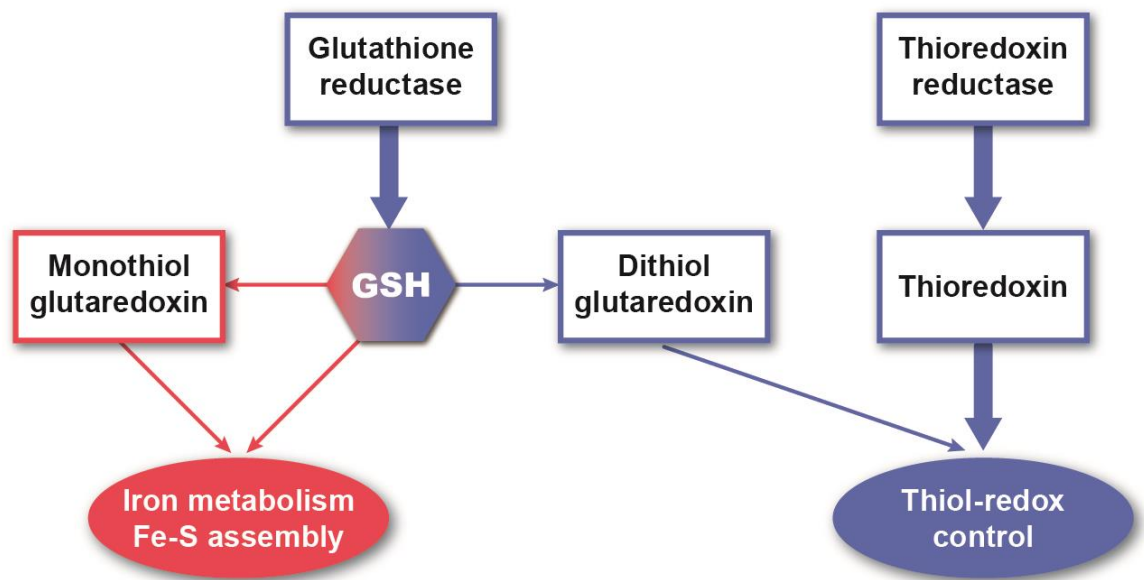 Glutathione
reductase
Thioredoxin
reductase
Monothiol
glutaredoxin
GSH
Dithiol
glutaredoxin
Thioredoxin
Iron metabolism
Fe-S assembly
Thiol-redox
control